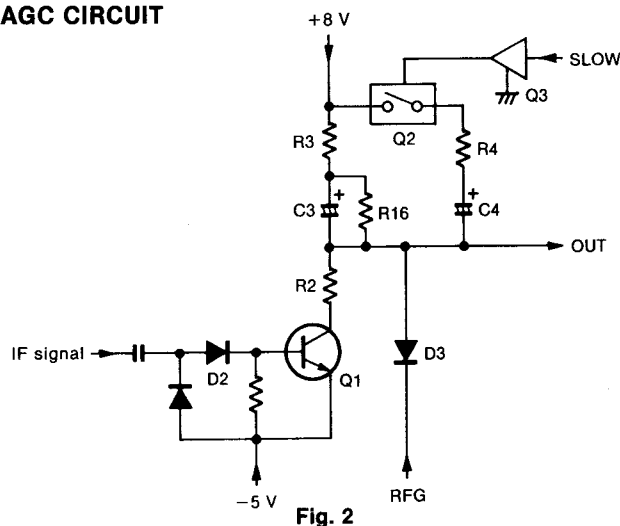 AGC CIRCUIT
+8 V
SLOW
Q3
Q2
R3
R4
C3
+
R16
+
C4
OUT
R2
IF signal
D2
Q1
D3
−5 V
RFG
Fig. 2